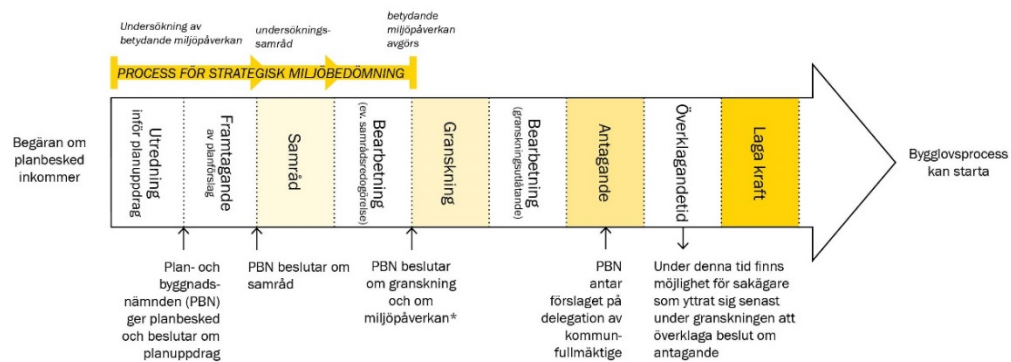 Undersökning av
betydande miljöpåverkan
undersöknings-
samråd
betydande
miljöpåverkan
avgörs
PROCESS FÖR STRATEGISK MILJÖBEDÖMNING
Begäran om
planbesked
inkommer
Utredning
inför planuppdrag
Framtagande
av planförslag
Samråd
Bearbetning
(ev. samrådsredogörelse)
Granskning
Bearbetning
(granskningsutlåtande)
Antagande
Överklagandetid
Laga kraft
Bygglovsprocess
kan starta
Plan- och
byggnads-
nämnden (PBN)
ger planbesked
och beslutar om
planuppdrag
PBN beslutar om
samråd
PBN beslutar
om granskning
och om
miljöpåverkan*
PBN
antar
förslaget på
delegation av
kommun-
fullmäktige
Under denna tid finns
möjlighet för sakägare
som yttrat sig senast
under granskningen att
överklaga beslut om
antagande